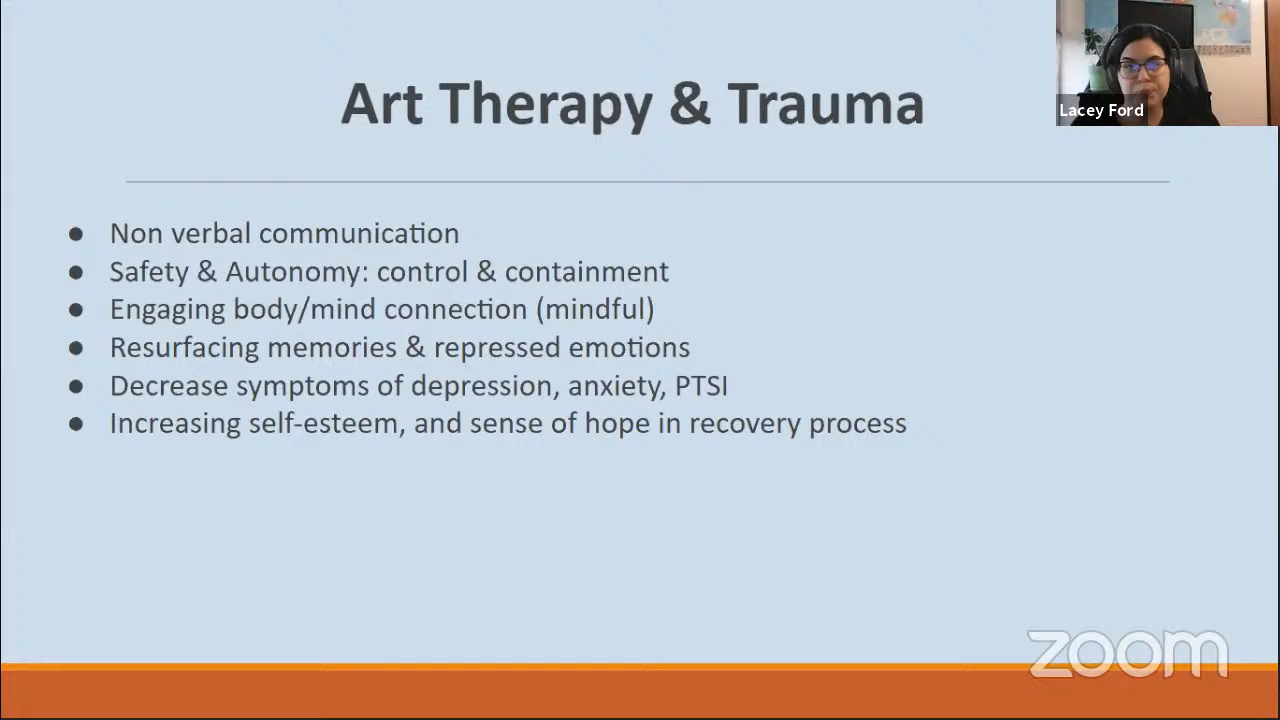 Art Therapy & Trauma
Lacey Ford
● Non verbal communication
● Safety & Autonomy: control & containment
● Engaging body/mind connection (mindful)
● Resurfacing memories & repressed emotions
● Decrease symptoms of depression, anxiety, PTSI
● Increasing self-esteem, and sense of hope in recovery process
zoom